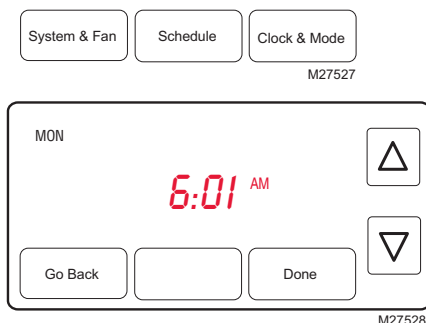 System & Fan Schedule Clock & Mode
M27527
MON
6:01 AM
Go Back Done
M27528